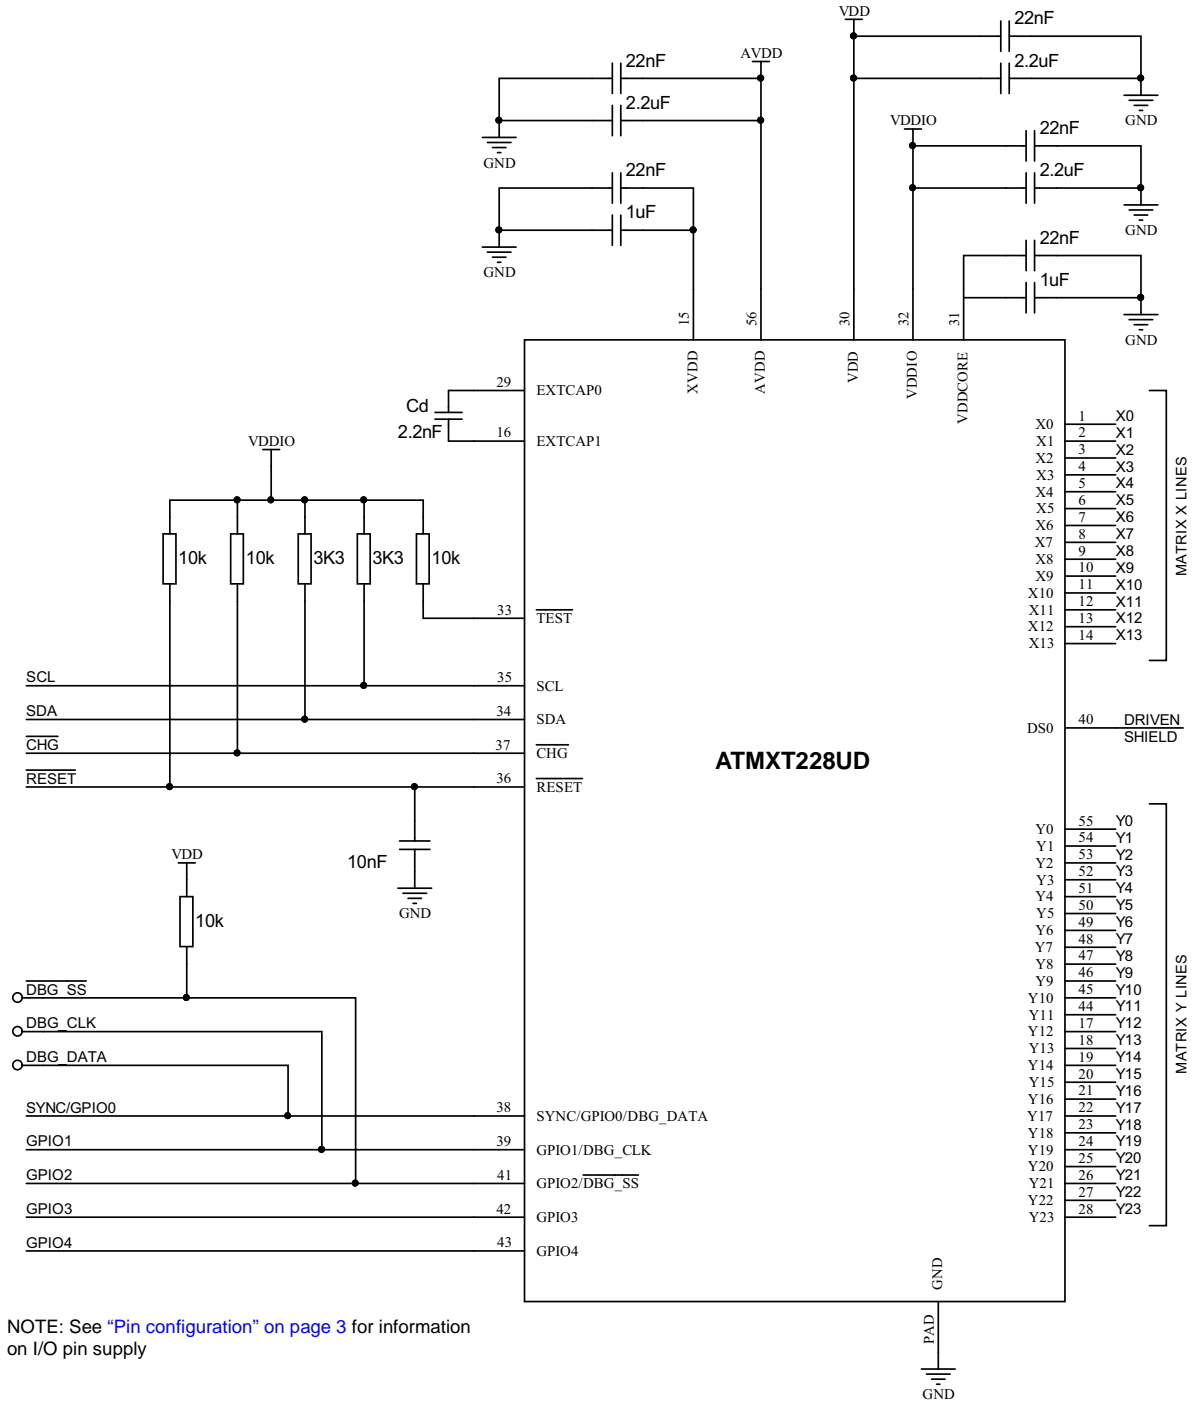 VDD
22nF
2.2uF
GND
AVDD
22nF
2.2uF
GND
VDDIO
22nF
2.2uF
GND
22nF
1uF
GND
22nF
1uF
GND
15
56
30
32
31
XVDD
AVDD
VDD
VDDIO
VDDCORE
Cd
2.2nF
29 EXTCAP0
16 EXTCAP1
VDDIO
10k 10k 3K3 3K3 10k
33 TEST
SCL 35 SCL
SDA 34 SDA
CHG 37 CHG
RESET 36 RESET
10nF
GND
VDD
10k
DBG_SS
DBG_CLK
DBG_DATA
SYNC/GPIO0 38 SYNC/GPIO0/DBG_DATA
GPIO1 39 GPIO1/DBG_CLK
GPIO2 41 GPIO2/DBG_SS
GPIO3 42 GPIO3
GPIO4 43 GPIO4
ATMXT228UD
X0 1 X0
X1 2 X1
X2 3 X2
X3 4 X3
X4 5 X4
X5 6 X5
X6 7 X6
X7 8 X7
X8 9 X8
X9 10 X9
X10 11 X10
X11 12 X11
X12 13 X12
X13 14 X13
MATRIX X LINES
DS0 40 DRIVEN
SHIELD
Y0 55 Y0
Y1 54 Y1
Y2 53 Y2
Y3 52 Y3
Y4 51 Y4
Y5 50 Y5
Y6 49 Y6
Y7 48 Y7
Y8 47 Y8
Y9 46 Y9
Y10 45 Y10
Y11 44 Y11
Y12 17 Y12
Y13 18 Y13
Y14 19 Y14
Y15 20 Y15
Y16 21 Y16
Y17 22 Y17
Y18 23 Y18
Y19 24 Y19
Y20 25 Y20
Y21 26 Y21
Y22 27 Y22
Y23 28 Y23
MATRIX Y LINES
GND
PAD
GND
NOTE: See “Pin configuration” on page 3 for information
on I/O pin supply